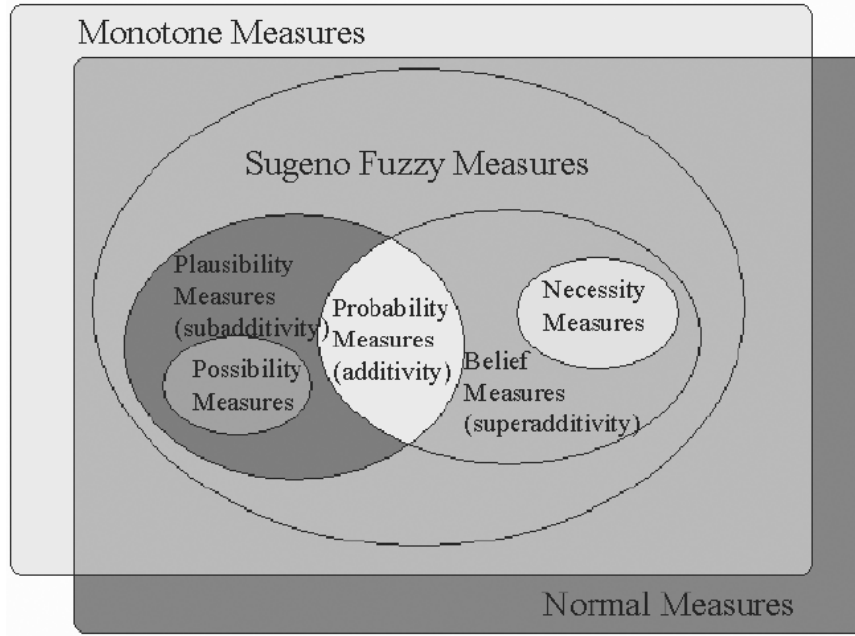 Monotone Measures
Sugeno Fuzzy Measures
Plausibility
Measures
(subadditivity)
Possibility
Measures
Probability
Measures
(additivity)
Necessity
Measures
Belief
Measures
(superadditivity)
Normal Measures